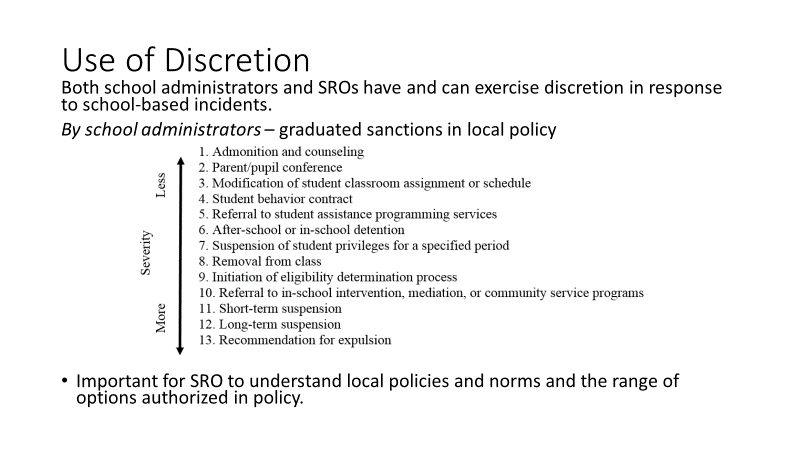 Use of Discretion
Both school administrators and SROs have and can exercise discretion in response
to school-based incidents.
By school administrators – graduated sanctions in local policy
Less
Severity
More
1. Admonition and counseling
2. Parent/pupil conference
3. Modification of student classroom assignment or schedule
4. Student behavior contract
5. Referral to student assistance programming services
6. After-school or in-school detention
7. Suspension of student privileges for a specified period
8. Removal from class
9. Initiation of eligibility determination process
10. Referral to in-school intervention, mediation, or community service programs
11. Short-term suspension
12. Long-term suspension
13. Recommendation for expulsion
• Important for SRO to understand local policies and norms and the range of
options authorized in policy.